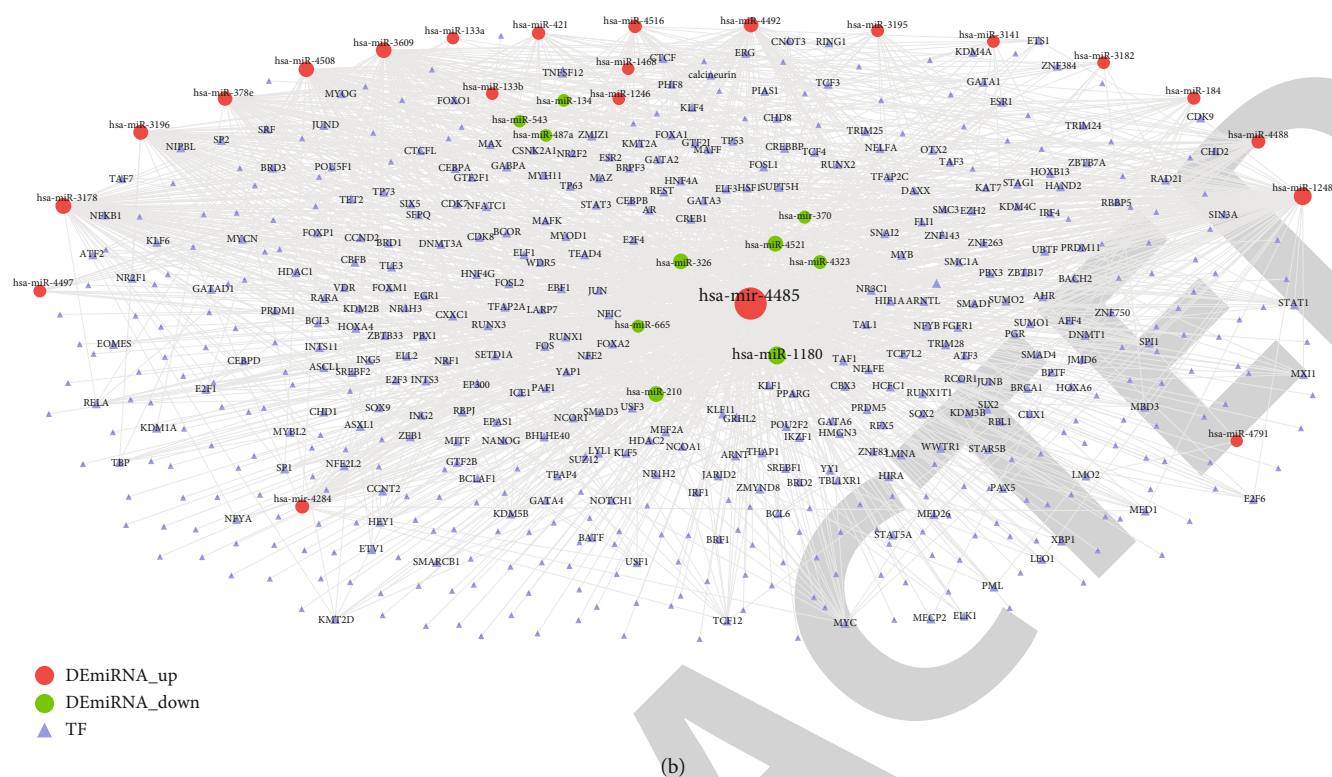 hsa-miR-4516
hsa-miR-4492
hsa-miR-421
hsa-miR-3195
hsa-miR-133a
hsa-miR-3141
hsa-miR-3609
CNOT3
RING1
ETS1
KDM4A
hsa-miR-4508
hsa-miR-1468
CTCF
ERG
hsa-miR-3182
ZNF384
TNFSF12
calcineurin
TCF3
GATA1
PHF8
PIAS1
hsa-miR-378e
MYOG
hsa-miR-133b
hsa-miR-134
hsa-miR-1246
FOXO1
KLF4
ESR1
hsa-miR-184
CDK9
hsa-miR-3196
SRF
JUND
hsa-miR-543
CHD8
TRIM25
TRIM24
SP2
NIPBL
hsa-miR-487a
ZMIZ1
FOXA1
TP53
hsa-miR-4488
CTCFL
MAX
CSNK2A1
NR2F2
KMT2A
GTF2I
MAFF
CREBBP
TCF4
NELFA
OTX2
CHD2
BRD3
POU5F1
CEBPA
GABPA
ESR2
BRPF3
GATA2
FOSL1
RUNX2
TAF3
ZBTB7A
TAF7
GTF2F1
MYH11
MAZ
HNF4A
TFAP2C
HOXB13
RAD21
hsa-miR-3178
TET2
TP73
TP63
REST
ELF3
HSF1
SUPT5H
DAXX
KAT7
STAG1
HAND2
hsa-miR-1248
NFKB1
SIX5
CDK7
NFATC1
STAT3
CEBPB
GATA3
SMC3
EZH2
KDM4C
IRF4
RBBP5
SFPQ
AR
CREB1
hsa-mir-370
FLI1
SIN3A
KLF6
MYCN
FOXP1
CCND2
BRD1
DNMT3A
CDK8
BCOR
MAFK
MYOD1
E2F4
SNAI2
ZNF143
ZNF263
UBTF
PRDM11
ATF2
hsa-miR-4521
MYB
SMC1A
CBFB
TLE3
ELF1
WDR5
TEAD4
hsa-miR-326
hsa-miR-4323
PBX3
ZBTB17
BACH2
NR2F1
HDAC1
HNF4G
FOSL2
hsa-miR-4497
GATAD1
VDR
FOXM1
EBF1
JUN
NR3C1
RARA
KDM2B
NR1H3
EGR1
TFAP2A
LARP7
hsa-mir-4485
HIF1A
ARNTL
SMAD1
SUMO2
AHR
STAT1
PRDM1
BCL3
CXXC1
NFIC
ZNF750
HOXA4
RUNX3
hsa-miR-665
TAL1
NFYB
FGFR1
SUMO1
AFF4
EOMES
INTS11
ZBTB33
PBX1
RUNX1
FOS
FOXA2
PGR
DNMT1
SPI1
CEBPD
ING5
ELL2
NRF1
SETD1A
NFE2
hsa-miR-1180
TAF1
TCF7L2
TRIM28
ATF3
SMAD4
JMJD6
ASCL1
SREBF2
YAP1
NELFE
BPTF
MXI1
E2F1
E2F3
INTS3
EP300
ICE1
PAF1
hsa-miR-210
KLF1
PPARG
CBX3
HCFC1
RCOR1
JUNB
BRCA1
HOXA6
RUNX1T1
RELA
CHD1
SOX9
ING2
RBPJ
EPAS1
NCOR1
SMAD3
USF3
KLF11
GRHL2
PRDM5
SIX2
MBD3
KDM1A
MYBL2
ASXL1
ZEB1
MITF
NANOG
BHLHE40
MEF2A
HDAC2
NCOA1
POU2F2
IKZF1
GATA6
HMGN3
RFX5
SOX2
KDM3B
RBL1
CUX1
hsa-miR-4791
TBP
SP1
NFE2L2
GTF2B
SUZ12
LYL1
KLF5
ARNT
THAP1
ZNF83
LMNA
WWTR1
STAR5B
BCLAF1
TFAP4
NR1H2
JARID2
SREBF1
YY1
TBL1XR1
HIRA
LMO2
CCNT2
IRF1
ZMYND8
BRD2
PAX5
hsa-mir-4284
GATA4
NOTCH1
E2F6
NFYA
HEY1
KDM5B
BCL6
MED26
MED1
ETV1
BATF
BRF1
STAT5A
XBP1
SMARCB1
USF1
LEO1
PML
KMT2D
TCF12
MYC
MECP2
ELK1
DEmiRNA_up
DEmiRNA_down
TF
(b)